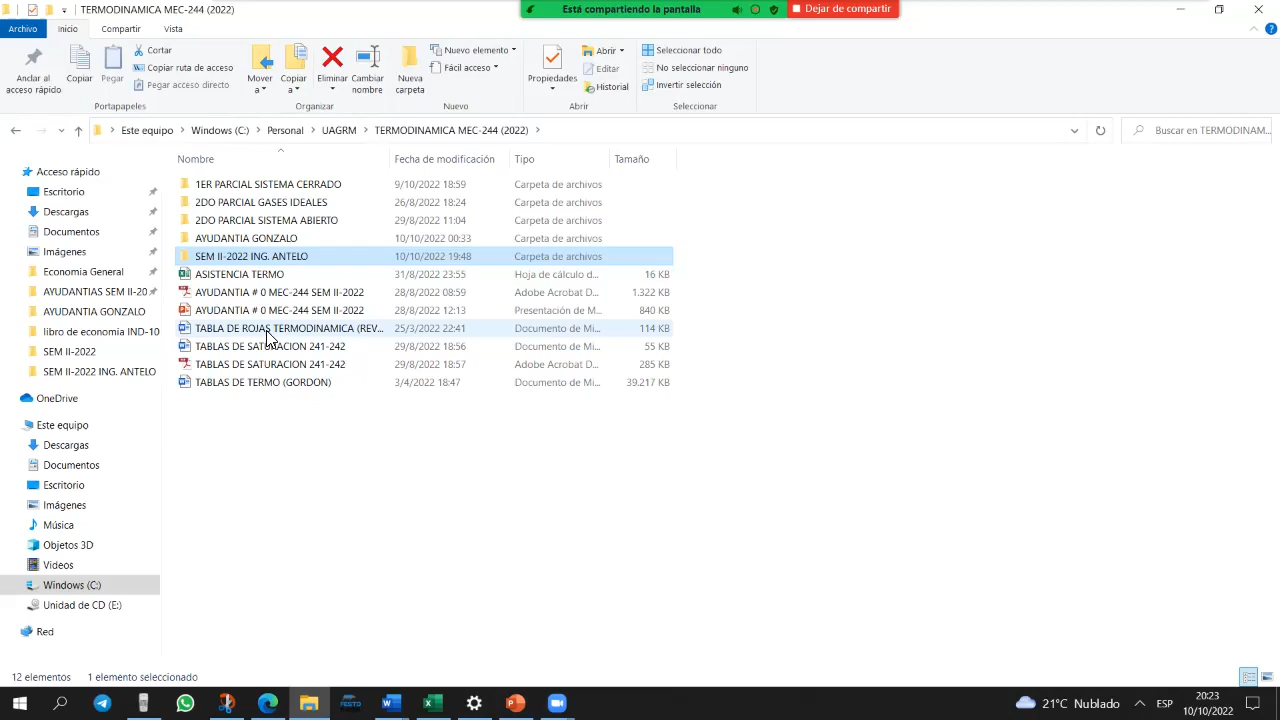 TERMODINAMICA MEC-244 (2022)
Está compartiendo la pantalla
Dejar de compartir
Archivo Inicio Compartir Vista
Anclar al acceso rápido
Copiar
Pegar
Cortar
Copiar ruta de acceso
Pegar acceso directo
Portapapeles
Mover a
Copiar a
Eliminar
Cambiar nombre
Organizar
Nueva carpeta
Nuevo elemento
Fácil acceso
Nuevo
Propiedades
Abrir
Editar
Historial
Abrir
Seleccionar todo
No seleccionar ninguno
Invertir selección
Seleccionar
Este equipo > Windows (C:) > Personal > UAGRM > TERMODINAMICA MEC-244 (2022) >
Buscar en TERMODINAM...
Nombre Fecha de modificación Tipo Tamaño
1ER PARCIAL SISTEMA CERRADO 9/10/2022 18:59 Carpeta de archivos
2DO PARCIAL GASES IDEALES 26/8/2022 18:24 Carpeta de archivos
2DO PARCIAL SISTEMA ABIERTO 29/8/2022 11:04 Carpeta de archivos
AYUDANTIA GONZALO 10/10/2022 00:33 Carpeta de archivos
SEM II-2022 ING. ANTELO 10/10/2022 19:48 Carpeta de archivos
ASISTENCIA TERMO 31/8/2022 23:55 Hoja de cálculo d... 16 KB
AYUDANTIA # 0 MEC-244 SEM II-2022 28/8/2022 08:59 Adobe Acrobat D... 1.322 KB
AYUDANTIA # 0 MEC-244 SEM II-2022 28/8/2022 12:13 Presentación de M... 840 KB
TABLA DE ROJAS TERMODINAMICA (REV... 25/3/2022 22:41 Documento de Mi... 114 KB
TABLAS DE SATURACION 241-242 29/8/2022 18:56 Documento de Mi... 55 KB
TABLAS DE SATURACION 241-242 29/8/2022 18:57 Adobe Acrobat D... 285 KB
TABLAS DE TERMO (GORDON) 3/4/2022 18:47 Documento de Mi... 39.217 KB
Acceso rápido
Escritorio
Descargas
Documentos
Imágenes
Economia General
AYUDANTIAS SEM II-20
AYUDANTIA GONZALO
libro de economia IND-10
SEM II-2022
SEM II-2022 ING. ANTELO
OneDrive
Este equipo
Descargas
Documentos
Escritorio
Imágenes
Música
Objetos 3D
Videos
Windows (C:)
Unidad de CD (E:)
Red
12 elementos 1 elemento seleccionado
FESTO
21°C Nublado
ESP
20:23
10/10/2022